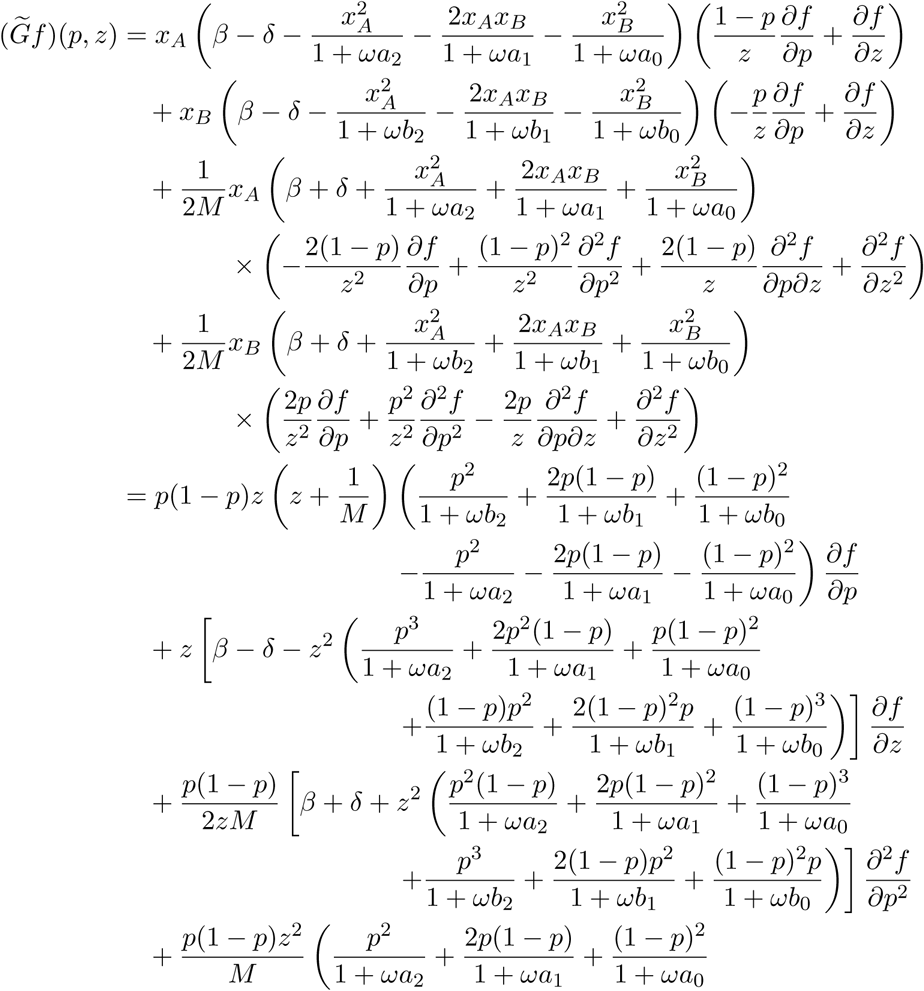 $(\widetilde{G}f)(p,z) = x_A \left( \beta - \delta - \frac{x_A^2}{1+\omega a_2} - \frac{2x_A x_B}{1+\omega a_1} - \frac{x_B^2}{1+\omega a_0} \right) \left( \frac{1-p}{z} \frac{\partial f}{\partial p} + \frac{\partial f}{\partial z} \right)$
$+ x_B \left( \beta - \delta - \frac{x_A^2}{1+\omega b_2} - \frac{2x_A x_B}{1+\omega b_1} - \frac{x_B^2}{1+\omega b_0} \right) \left( -\frac{p}{z} \frac{\partial f}{\partial p} + \frac{\partial f}{\partial z} \right)$
$+ \frac{1}{2M} x_A \left( \beta + \delta + \frac{x_A^2}{1+\omega a_2} + \frac{2x_A x_B}{1+\omega a_1} + \frac{x_B^2}{1+\omega a_0} \right)$
$\times \left( -\frac{2(1-p)}{z^2} \frac{\partial f}{\partial p} + \frac{(1-p)^2}{z^2} \frac{\partial^2 f}{\partial p^2} + \frac{2(1-p)}{z} \frac{\partial^2 f}{\partial p \partial z} + \frac{\partial^2 f}{\partial z^2} \right)$
$+ \frac{1}{2M} x_B \left( \beta + \delta + \frac{x_A^2}{1+\omega b_2} + \frac{2x_A x_B}{1+\omega b_1} + \frac{x_B^2}{1+\omega b_0} \right)$
$\times \left( \frac{2p}{z^2} \frac{\partial f}{\partial p} + \frac{p^2}{z^2} \frac{\partial^2 f}{\partial p^2} - \frac{2p}{z} \frac{\partial^2 f}{\partial p \partial z} + \frac{\partial^2 f}{\partial z^2} \right)$
$= p(1-p)z \left( z + \frac{1}{M} \right) \left( \frac{p^2}{1+\omega b_2} + \frac{2p(1-p)}{1+\omega b_1} + \frac{(1-p)^2}{1+\omega b_0} \right.$
$\left. - \frac{p^2}{1+\omega a_2} - \frac{2p(1-p)}{1+\omega a_1} - \frac{(1-p)^2}{1+\omega a_0} \right) \frac{\partial f}{\partial p}$
$+ z \left[ \beta - \delta - z^2 \left( \frac{p^3}{1+\omega a_2} + \frac{2p^2(1-p)}{1+\omega a_1} + \frac{p(1-p)^2}{1+\omega a_0} \right. \right.$
$\left. \left. + \frac{(1-p)p^2}{1+\omega b_2} + \frac{2(1-p)^2 p}{1+\omega b_1} + \frac{(1-p)^3}{1+\omega b_0} \right) \right] \frac{\partial f}{\partial z}$
$+ \frac{p(1-p)}{2zM} \left[ \beta + \delta + z^2 \left( \frac{p^2(1-p)}{1+\omega a_2} + \frac{2p(1-p)^2}{1+\omega a_1} + \frac{(1-p)^3}{1+\omega a_0} \right. \right.$
$\left. \left. + \frac{p^3}{1+\omega b_2} + \frac{2(1-p)p^2}{1+\omega b_1} + \frac{(1-p)^2 p}{1+\omega b_0} \right) \right] \frac{\partial^2 f}{\partial p^2}$
$+ \frac{p(1-p)z^2}{M} \left( \frac{p^2}{1+\omega a_2} + \frac{2p(1-p)}{1+\omega a_1} + \frac{(1-p)^2}{1+\omega a_0} \right.$